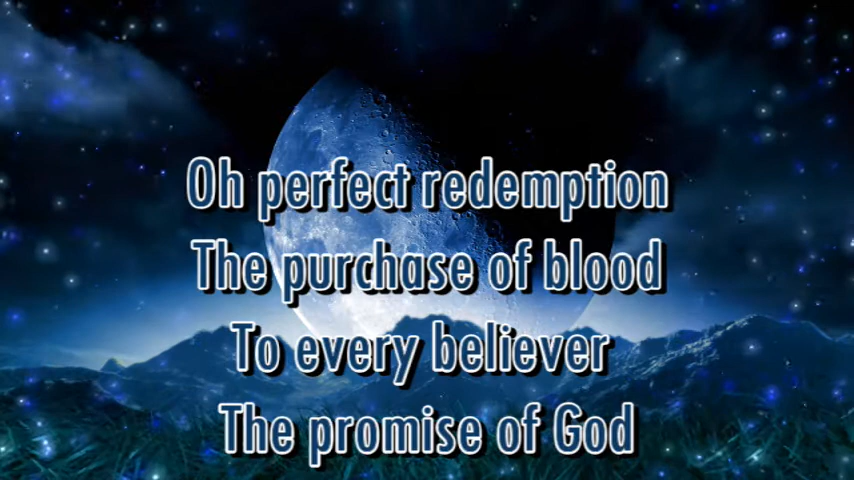 Oh perfect redemption
The purchase of blood
To every believer
The promise of God